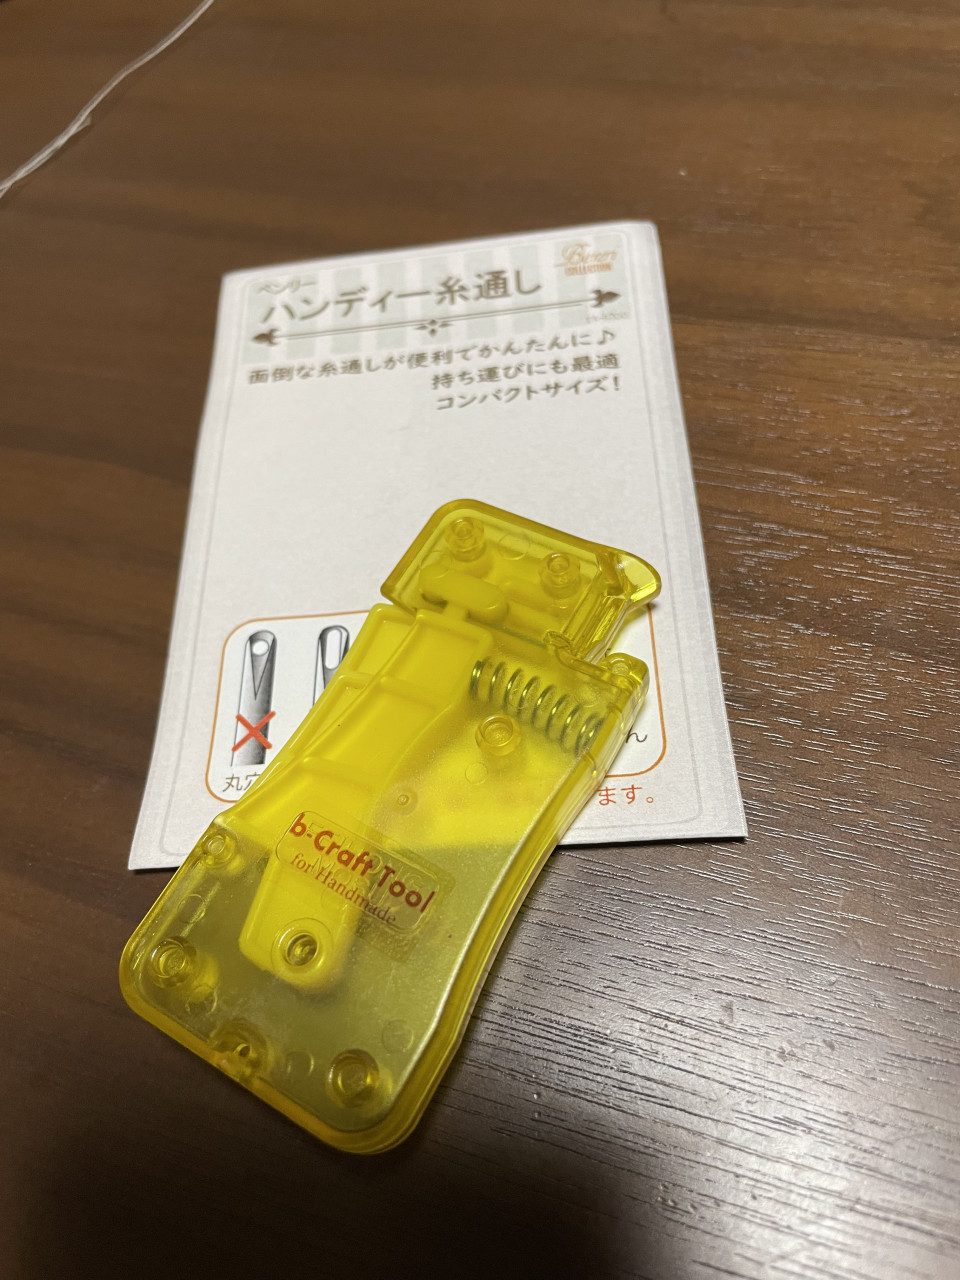 ペンリー
ハンディー糸通し
COLLECTION
面倒な糸通しが便利でかんたんに♪
持ち運びにも最適
コンパクトサイズ！
丸穴
ん
ます。
b-Craft Tool
for Handmade